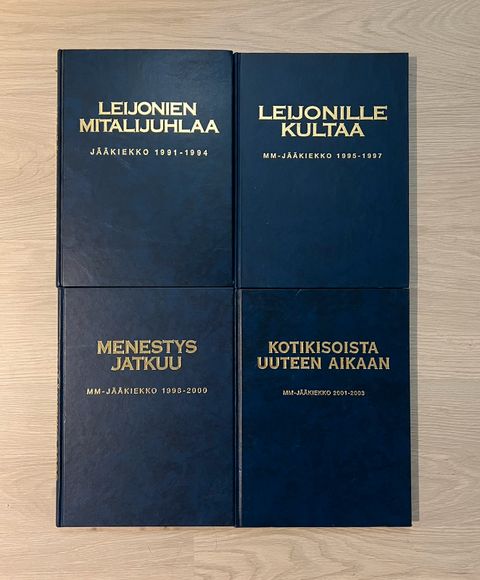 LEIJONIEN
MITALIJUHLAA
JÄÄKIEKKO 1991-1994
LEIJONILLE
KULTAA
MM-JÄÄKIEKKO 1995-1997
MENESTYS
JATKUU
MM-JÄÄKIEKKO 1998-2000
KOTIKISOISTA
UUTEEN AIKAAN
MM-JÄÄKIEKKO 2001-2003